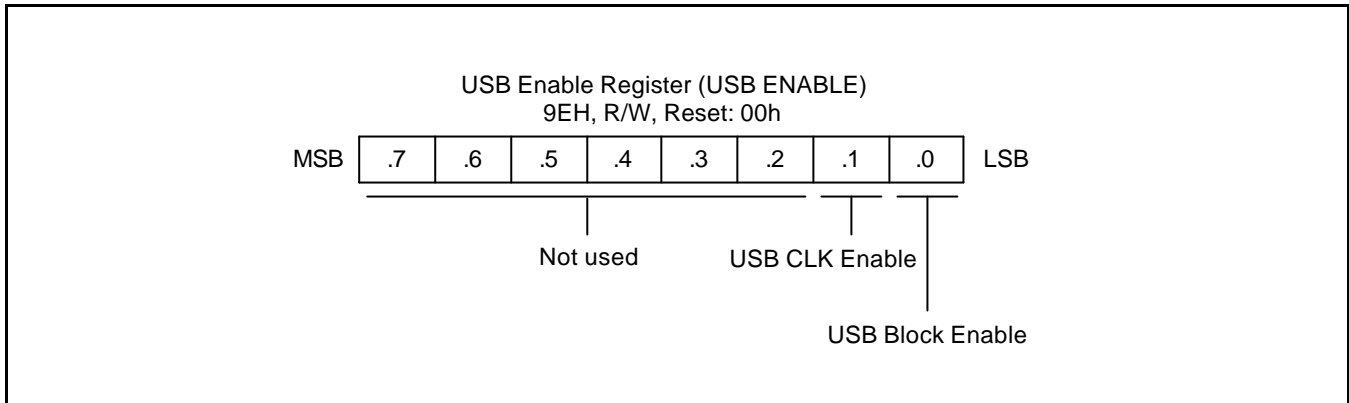 USB Enable Register (USB ENABLE)
9EH, R/W, Reset: 00h
MSB .7 .6 .5 .4 .3 .2 .1 .0 LSB
Not used USB CLK Enable
USB Block Enable